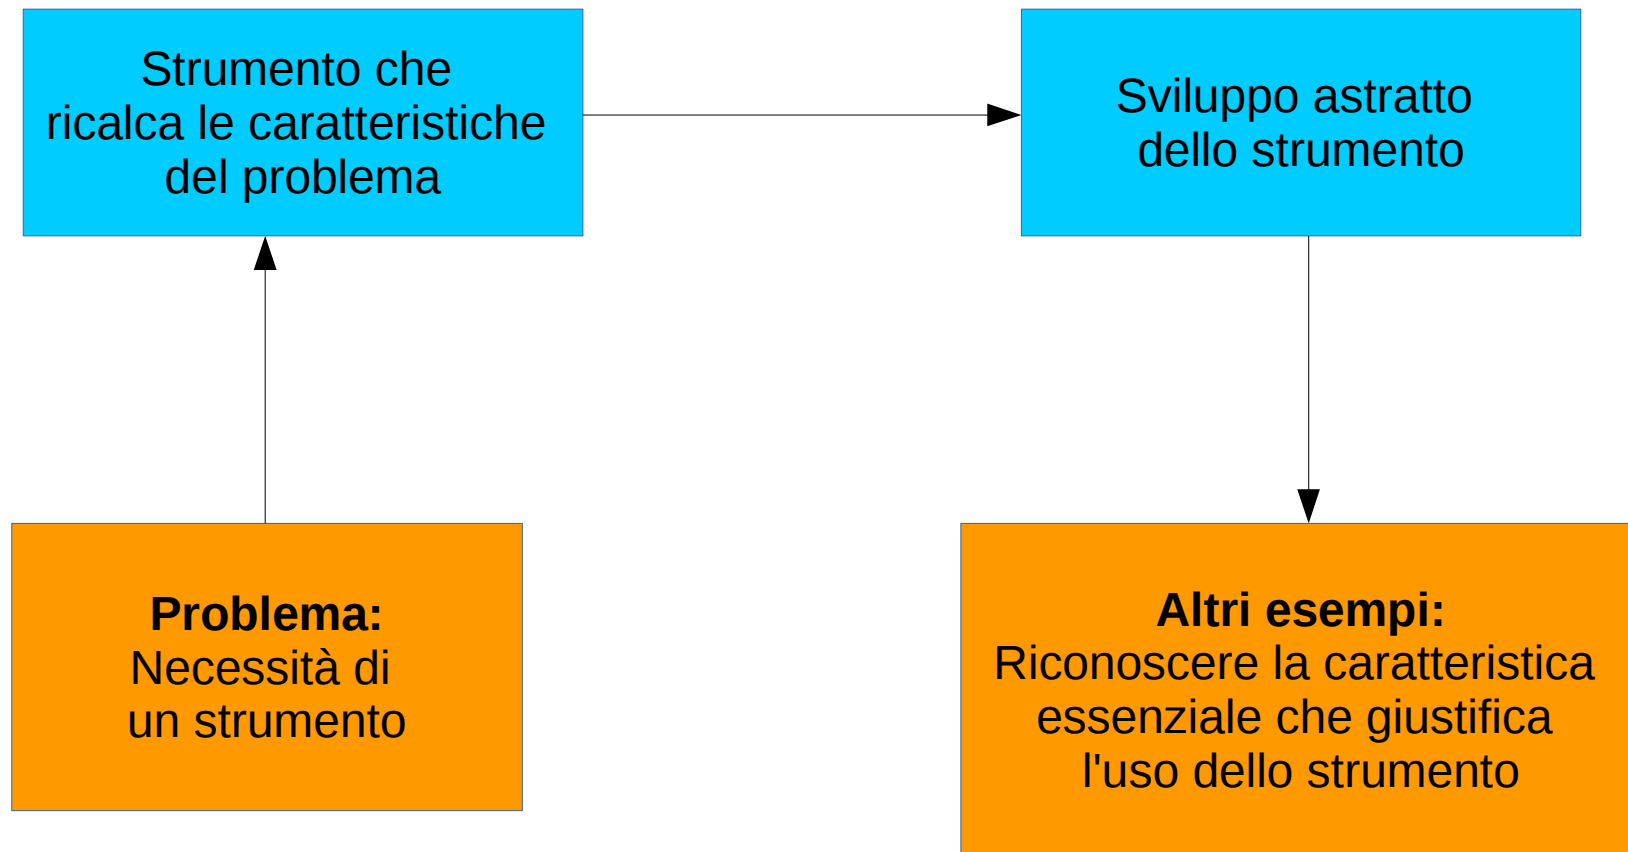 Strumento che
ricalca le caratteristiche
del problema
Sviluppo astratto
dello strumento
Problema:
Necessità di
un strumento
Altri esempi:
Riconoscere la caratteristica
essenziale che giustifica
l'uso dello strumento